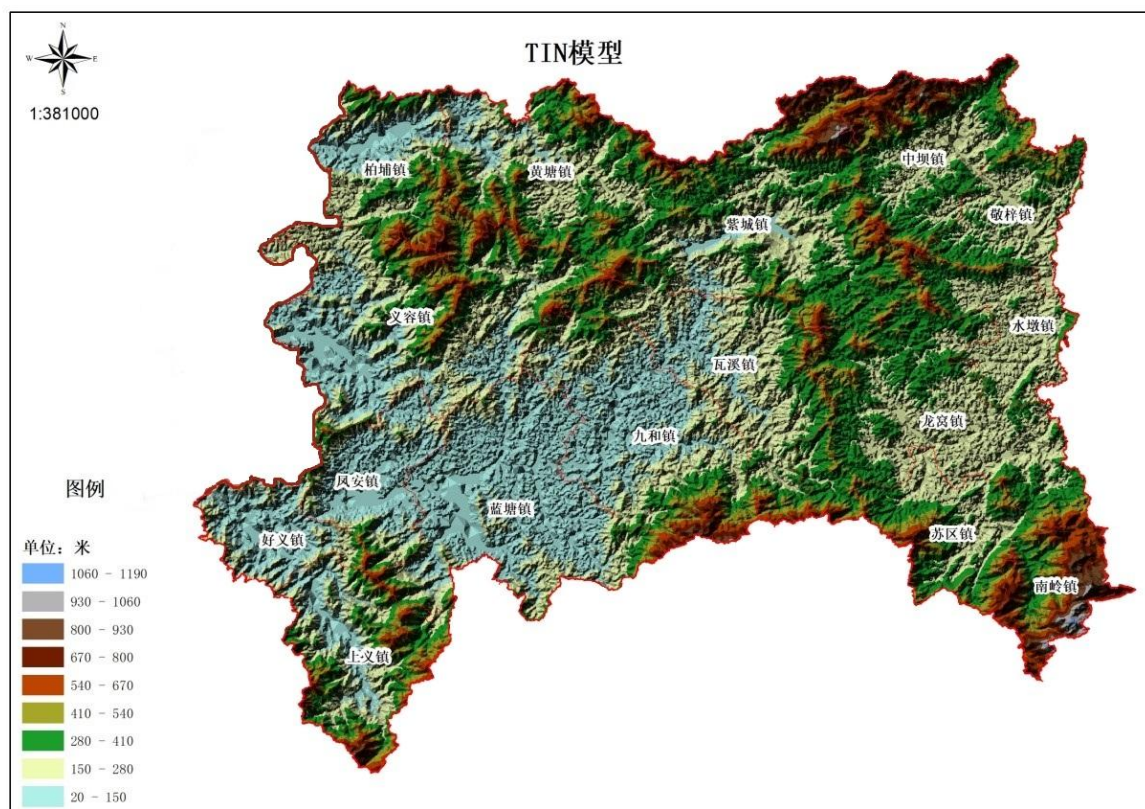 N
W E
S
1:381000
TIN模型
中坝镇
柏埔镇
黄塘镇
敬梓镇
紫城镇
义容镇
水墩镇
瓦溪镇
龙窝镇
九和镇
凤安镇
蓝塘镇
好义镇
苏区镇
南岭镇
上义镇
图例
单位：米
1060 - 1190
930 - 1060
800 - 930
670 - 800
540 - 670
410 - 540
280 - 410
150 - 280
20 - 150